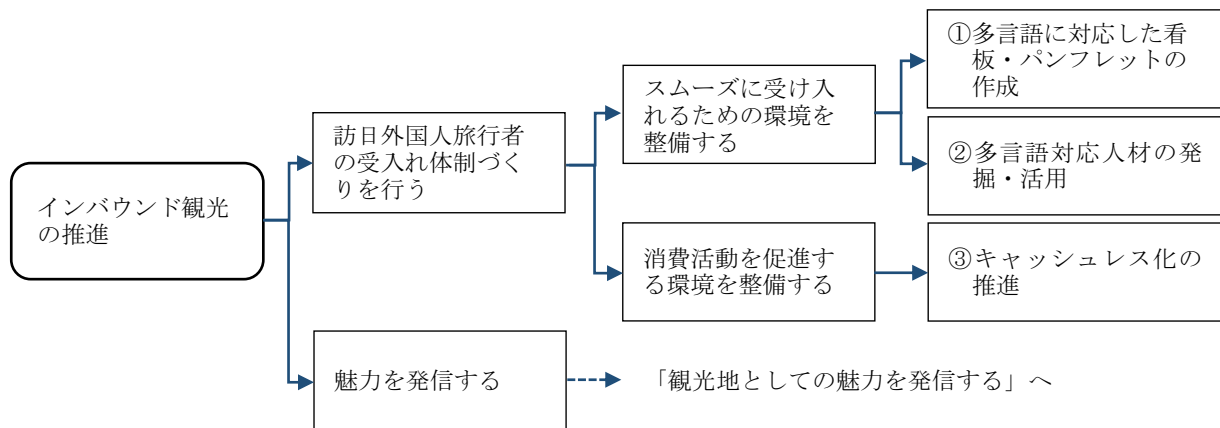 インバウンド観光
の推進
訪日外国人旅行者
の受入れ体制づく
りを行う
スムーズに受け入
れるための環境を
整備する
①多言語に対応した看
板・パンフレットの
作成
②多言語対応人材の発
掘・活用
消費活動を促進す
る環境を整備する
③キャッシュレス化の
推進
魅力を発信する
「観光地としての魅力を発信する」へ